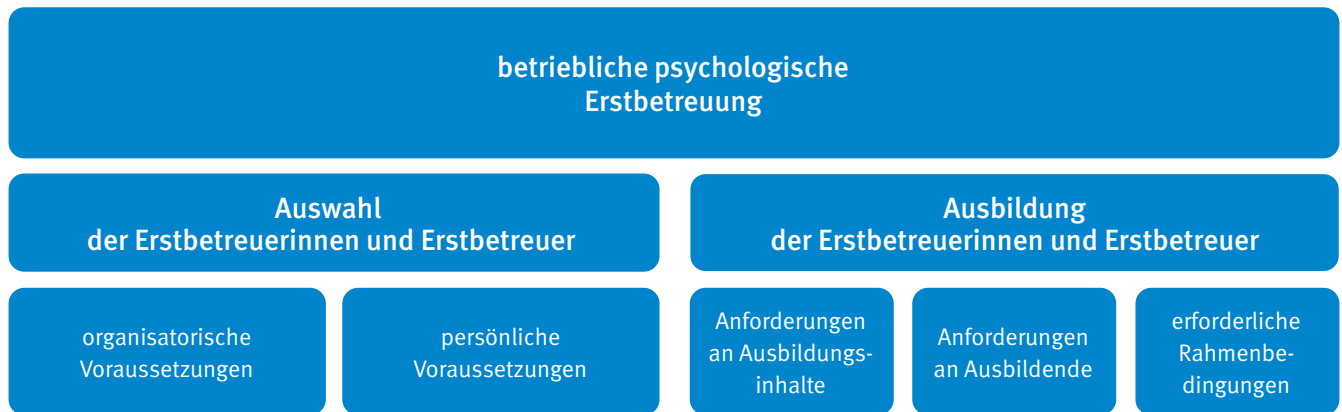 betriebliche psychologische
Erstbetreuung
Auswahl
der Erstbetreuerinnen und Erstbetreuer
Ausbildung
der Erstbetreuerinnen und Erstbetreuer
organisatorische
Voraussetzungen
persönliche
Voraussetzungen
Anforderungen
an Ausbildungs-
inhalte
Anforderungen
an Ausbildende
erforderliche
Rahmenbe-
dingungen